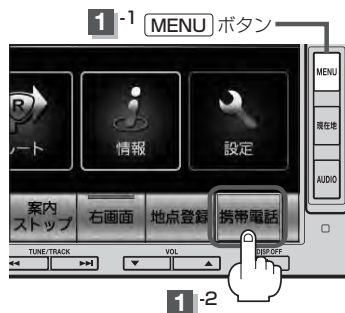 1 -1 MENU ボタン
MENU
現在地
AUDIO
R
ート
情報
設定
案内
ストップ
右画面
地点登録
携帯電話
TUNE/TRACK
VOL
DISP.OFF
1 -2